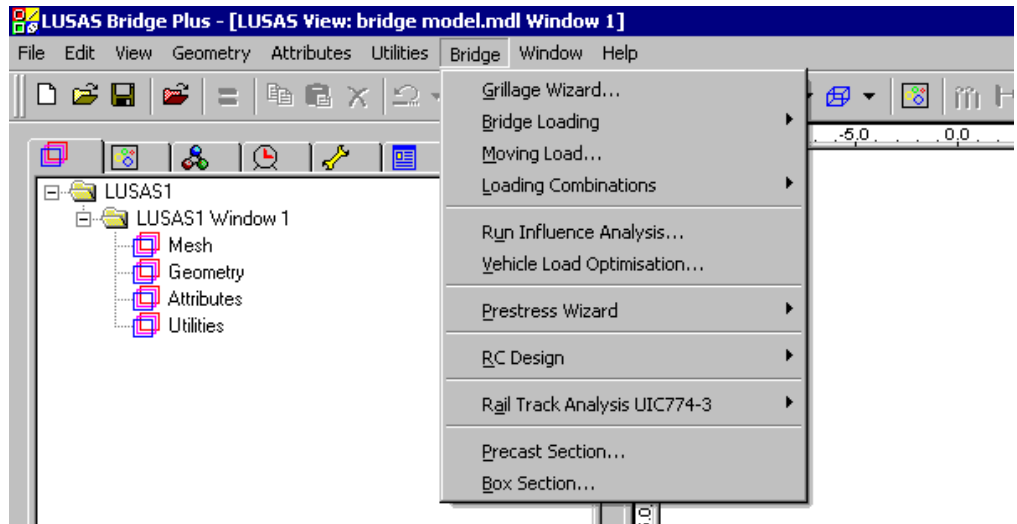 LUSAS Bridge Plus - [LUSAS View: bridge model.mdl Window 1]
File Edit View Geometry Attributes Utilities Bridge Window Help
Grillage Wizard...
Bridge Loading
Moving Load...
Loading Combinations
Run Influence Analysis...
Vehicle Load Optimisation...
Prestress Wizard
RC Design
Rail Track Analysis UIC774-3
Precast Section...
Box Section...
-5,0 0,0
LUSAS1
LUSAS1 Window 1
Mesh
Geometry
Attributes
Utilities